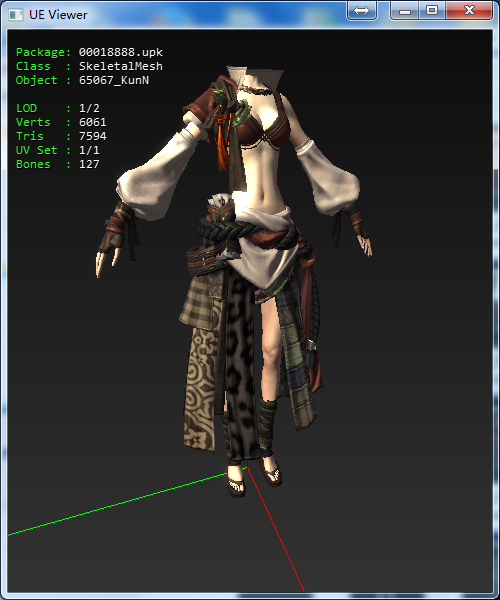 UE Viewer
Package: 00018888.upk
Class : SkeletalMesh
Object : 65067_KunN
LOD : 1/2
Verts : 6061
Tris : 7594
UV Set : 1/1
Bones : 127